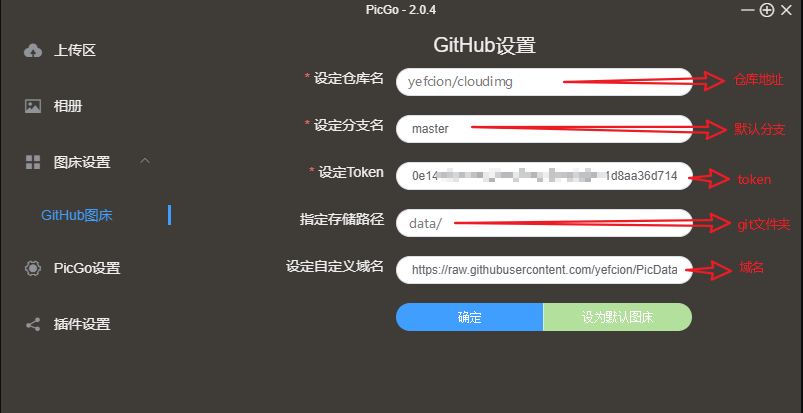 PicGo - 2.0.4
上传区
相册
图床设置
GitHub图床
PicGo设置
插件设置
GitHub设置
* 设定仓库名 yefcion/cloudimg 仓库地址
* 设定分支名 master 默认分支
* 设定Token 0e14 1d8aa36d714 token
指定存储路径 data/ git文件夹
设定自定义域名 https://raw.githubusercontent.com/yefcion/PicData 域名
确定 设为默认图床